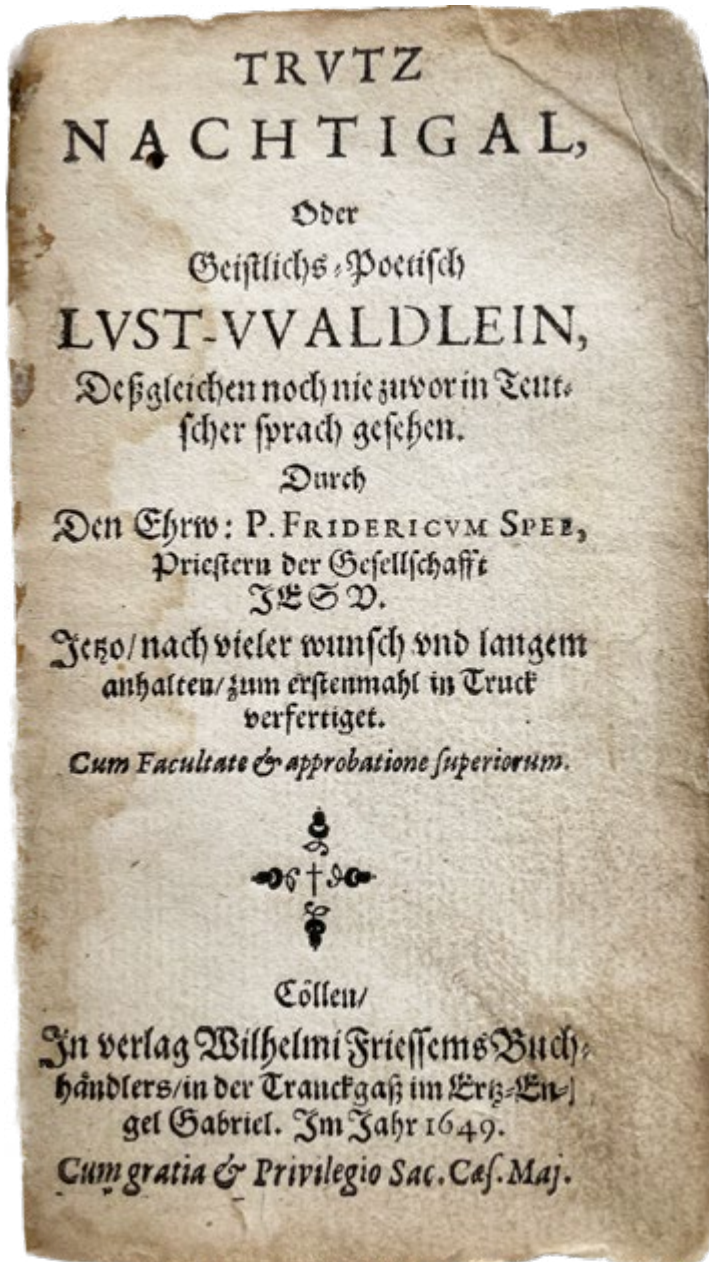 TRVTZ
NACHTIGAL,
Oder
Geistlichs-Poetisch
LVST-VVALDLEIN,
Deßgleichen noch nie zuvor in Teut-
scher sprach gesehen.
Durch
Den Ehrw: P. FRIDERICVM SPEE,
Priestern der Gesellschafft
JESV.
Jetzo/ nach vieler wunsch vnd langem
anhalten/ zum erstenmahl in Truck
verfertiget.
Cum Facultate & approbatione superiorum.
Cöllen/
In verlag Wilhelmi Friessems Buch-
händlers/ in der Tranckgaß im Ertz-En-
gel Gabriel. Im Jahr 1649.
Cum gratia & Privilegio Sac. Cæs. Maj.